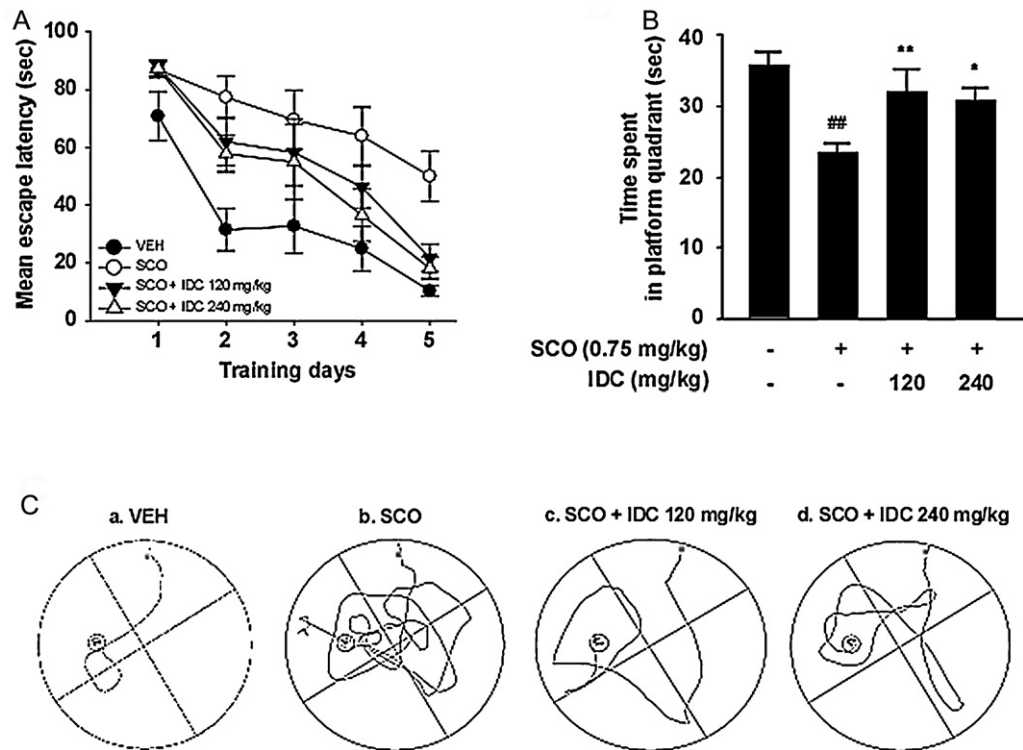 A
Mean escape latency (sec)
100
80
60
40
20
0
VEH
SCO
SCO + IDC 120 mg/kg
SCO + IDC 240 mg/kg
1 2 3 4 5
Training days
B
Time spent
in platform quadrant (sec)
40
30
20
10
0
##
**
*
SCO (0.75 mg/kg) - + + +
IDC (mg/kg) - - 120 240
C
a. VEH
b. SCO
c. SCO + IDC 120 mg/kg
d. SCO + IDC 240 mg/kg